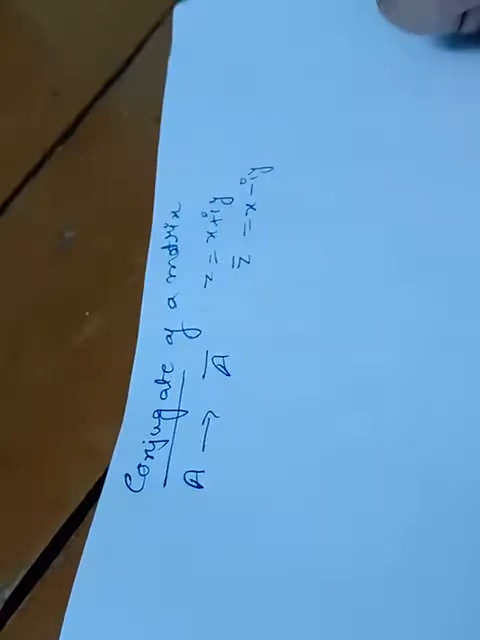 Conjugate of a matrix
A → A̅ z = x+iy
z̅ = x-iy